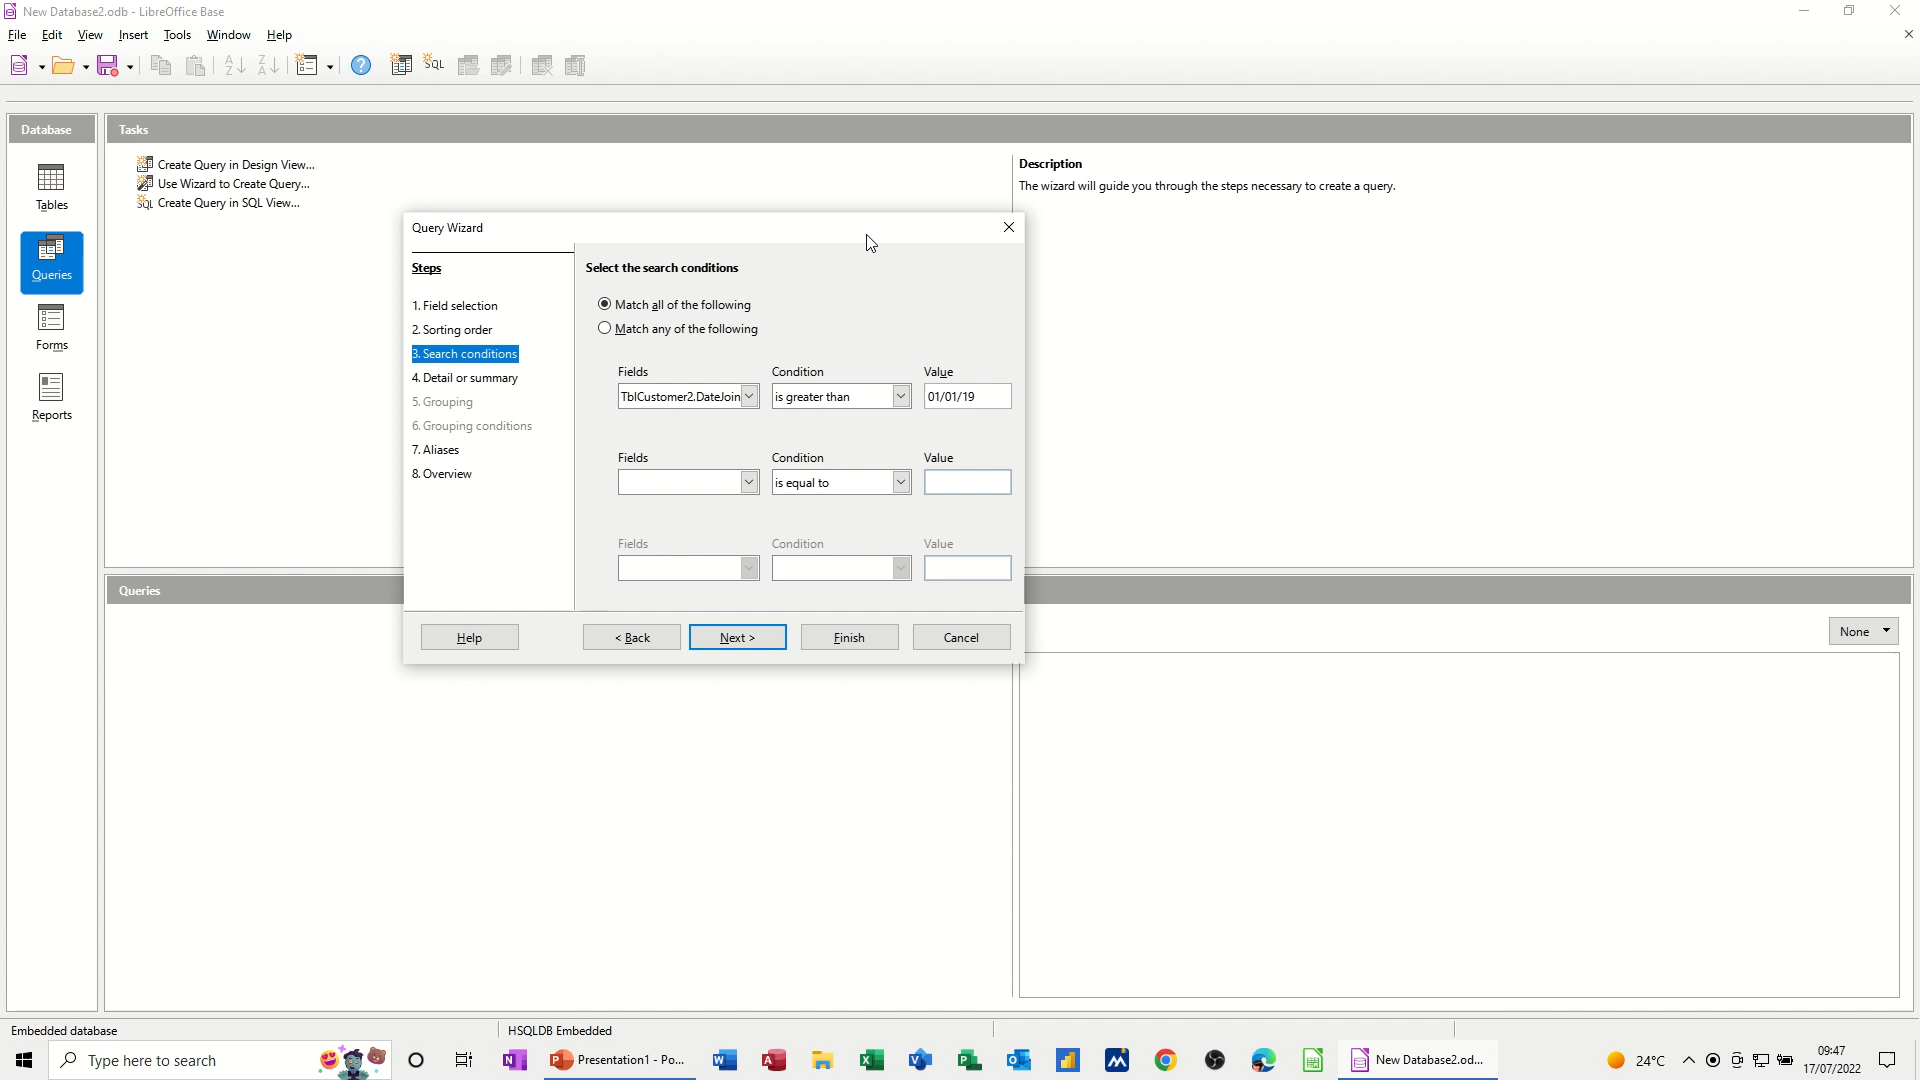 New Database2.odb - LibreOffice Base
File Edit View Insert Tools Window Help
SQL
Database
Tasks
Tables
Queries
Forms
Reports
Create Query in Design View...
Use Wizard to Create Query...
SQL Create Query in SQL View...
Description
The wizard will guide you through the steps necessary to create a query.
Query Wizard
Steps
1. Field selection
2. Sorting order
3. Search conditions
4. Detail or summary
5. Grouping
6. Grouping conditions
7. Aliases
8. Overview
Select the search conditions
Match all of the following
Match any of the following
Fields Condition Value
TblCustomer2.DateJoin is greater than 01/01/19
Fields Condition Value
is equal to
Fields Condition Value
Help < Back Next > Finish Cancel
Queries
None
Embedded database HSQLDB Embedded
Type here to search
Presentation1 - Po...
New Database2.od...
24°C
09:47
17/07/2022